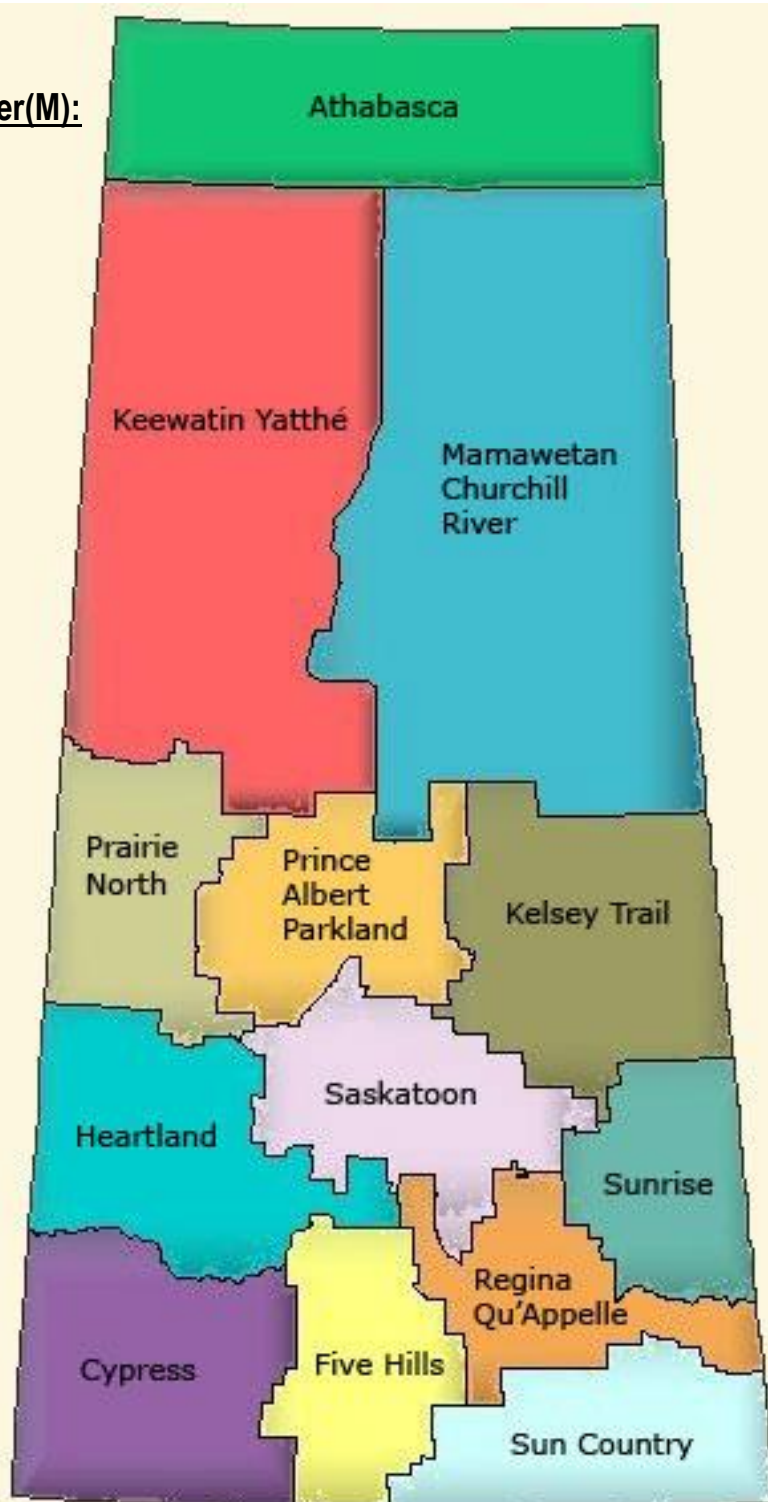 er(M):
Athabasca
Keewatin Yatthé
Mamawetan
Churchill
River
Prairie
North
Prince
Albert
Parkland
Kelsey Trail
Saskatoon
Heartland
Sunrise
Regina
Qu'Appelle
Cypress
Five Hills
Sun Country